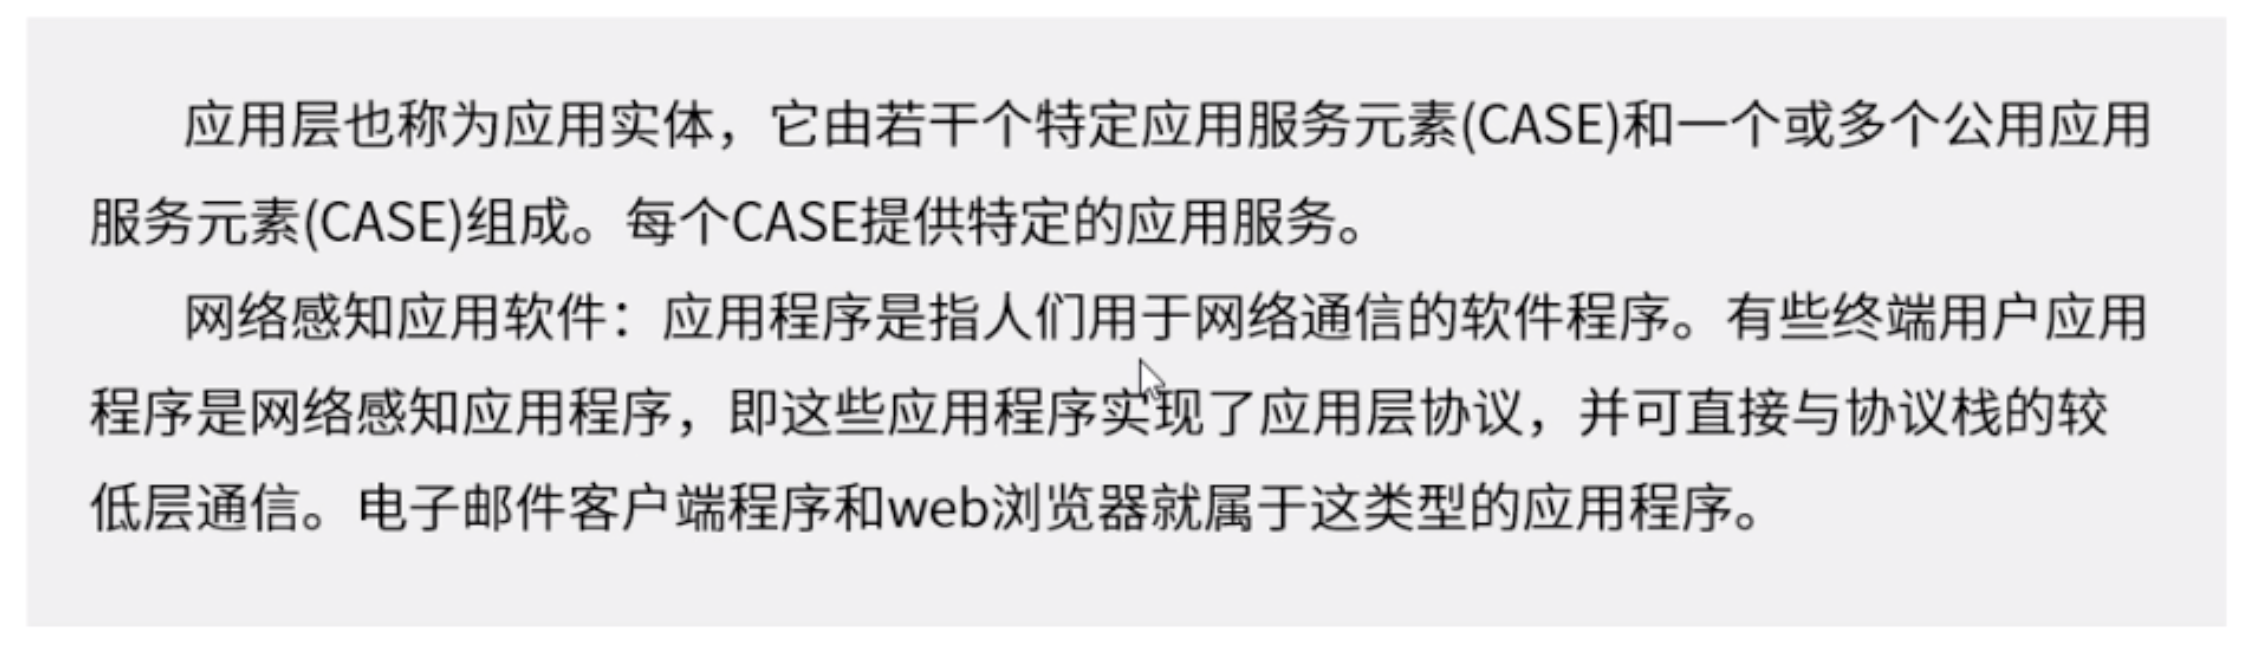 应用层也称为应用实体，它由若干个特定应用服务元素(CASE)和一个或多个公用应用
服务元素(CASE)组成。每个CASE提供特定的应用服务。
网络感知应用软件：应用程序是指人们用于网络通信的软件程序。有些终端用户应用
程序是网络感知应用程序，即这些应用程序实现了应用层协议，并可直接与协议栈的较
低层通信。电子邮件客户端程序和web浏览器就属于这类型的应用程序。